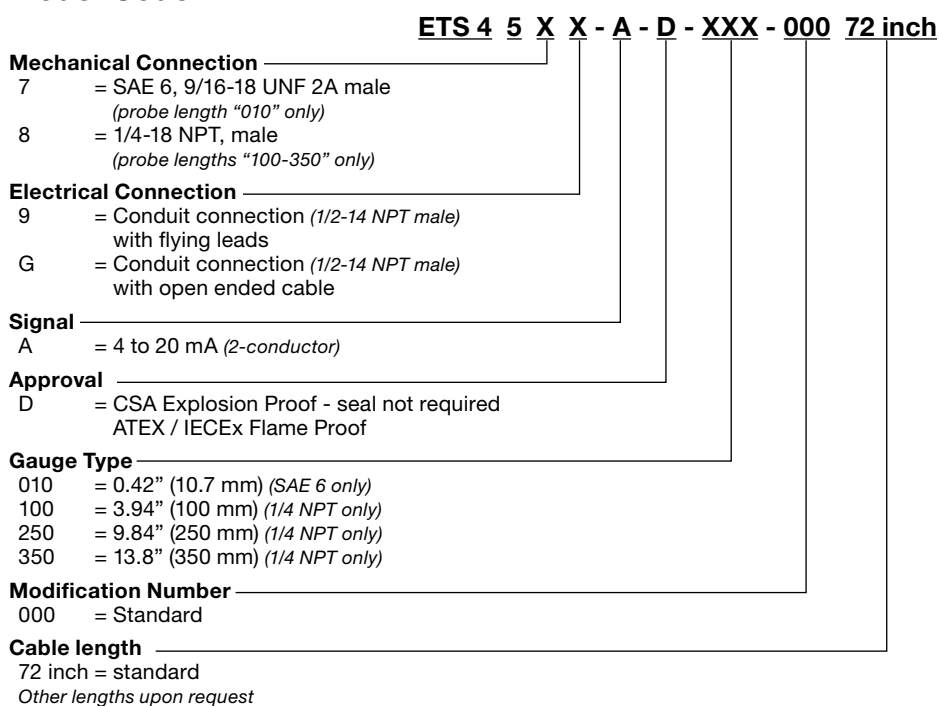 ETS 4 5 X X - A - D - XXX - 000 72 inch
Mechanical Connection
7 = SAE 6, 9/16-18 UNF 2A male
(probe length “010” only)
8 = 1/4-18 NPT, male
(probe lengths “100-350” only)
Electrical Connection
9 = Conduit connection (1/2-14 NPT male)
with flying leads
G = Conduit connection (1/2-14 NPT male)
with open ended cable
Signal
A = 4 to 20 mA (2-conductor)
Approval
D = CSA Explosion Proof - seal not required
ATEX / IECEx Flame Proof
Gauge Type
010 = 0.42” (10.7 mm) (SAE 6 only)
100 = 3.94” (100 mm) (1/4 NPT only)
250 = 9.84” (250 mm) (1/4 NPT only)
350 = 13.8” (350 mm) (1/4 NPT only)
Modification Number
000 = Standard
Cable length
72 inch = standard
Other lengths upon request